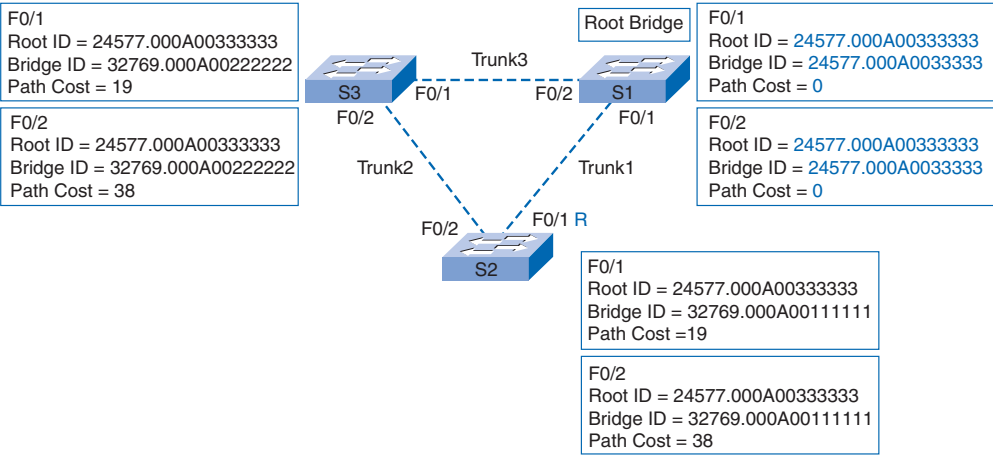 F0/1
Root ID = 24577.000A00333333
Bridge ID = 32769.000A00222222
Path Cost = 19
F0/2
Root ID = 24577.000A00333333
Bridge ID = 32769.000A00222222
Path Cost = 38
Root Bridge
F0/1
Root ID = 24577.000A00333333
Bridge ID = 24577.000A0033333
Path Cost = 0
F0/2
Root ID = 24577.000A00333333
Bridge ID = 24577.000A0033333
Path Cost = 0
Trunk3
S3
F0/1
F0/2
S1
F0/2
F0/1
Trunk2
Trunk1
F0/2
F0/1 R
S2
F0/1
Root ID = 24577.000A00333333
Bridge ID = 32769.000A00111111
Path Cost =19
F0/2
Root ID = 24577.000A00333333
Bridge ID = 32769.000A00111111
Path Cost = 38